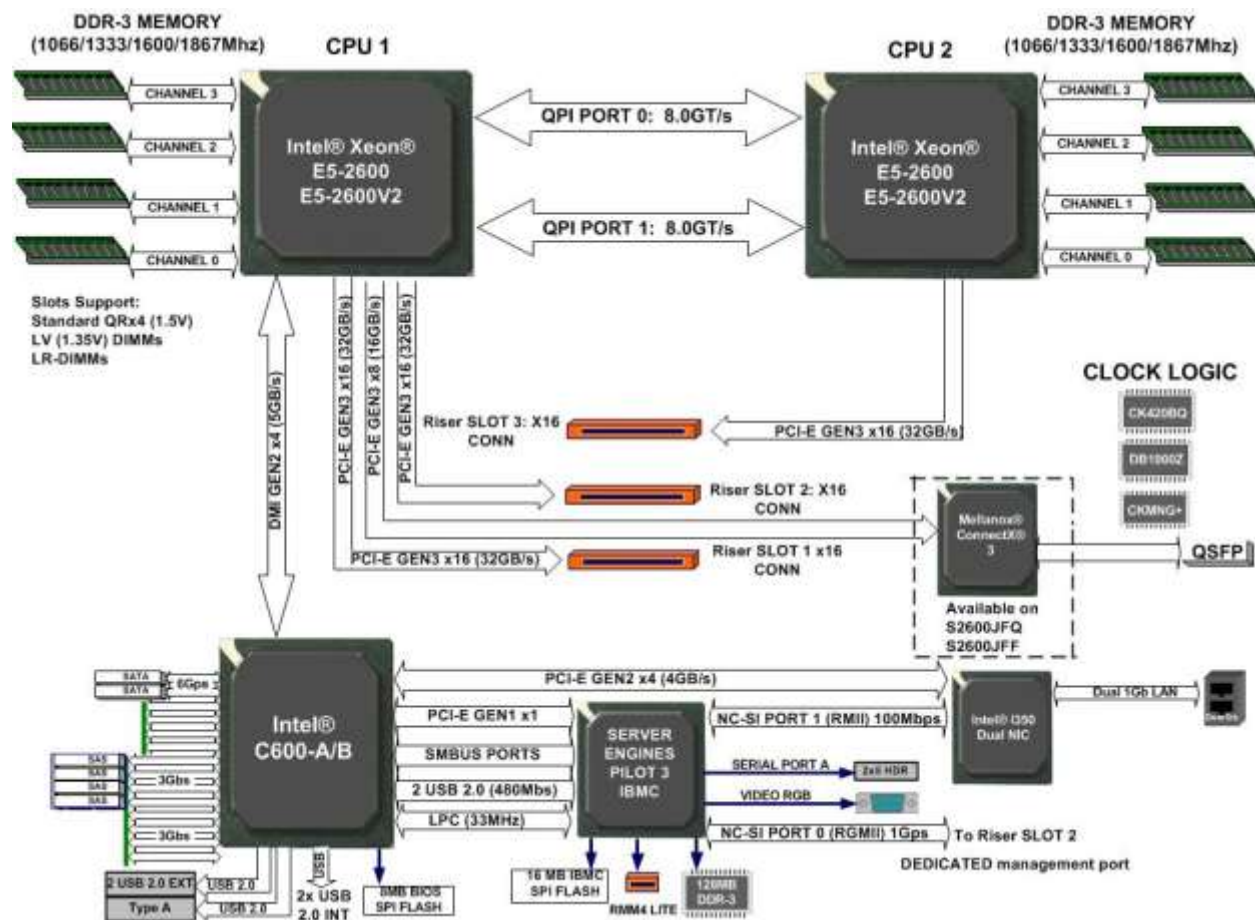 DDR-3 MEMORY
(1066/1333/1600/1867Mhz)
CPU 1
CPU 2
DDR-3 MEMORY
(1066/1333/1600/1867Mhz)
CHANNEL 3
CHANNEL 2
CHANNEL 1
CHANNEL 0
Intel® Xeon®
E5-2600
E5-2600V2
QPI PORT 0: 8.0GT/s
QPI PORT 1: 8.0GT/s
Intel® Xeon®
E5-2600
E5-2600V2
CHANNEL 3
CHANNEL 2
CHANNEL 1
CHANNEL 0
Slots Support:
Standard QRx4 (1.5V)
LV (1.35V) DIMMs
LR-DIMMs
DMI GEN2 x4 (5GB/s)
PCI-E GEN3 x16 (32GB/s)
PCI-E GEN3 x8 (16GB/s)
PCI-E GEN3 x16 (32GB/s)
Riser SLOT 3: X16
CONN
PCI-E GEN3 x16 (32GB/s)
Riser SLOT 2: X16
CONN
PCI-E GEN3 x16 (32GB/s)
Riser SLOT 1 x16
CONN
CLOCK LOGIC
CK420BQ
DB1900Z
CKMNG+
Mellanox®
ConnectX®
3
QSFP
Available on
S2600JFQ
S2600JFF
SATA
SATA
6Gps
SAS
SAS
SAS
SAS
3Gbs
3Gbs
Intel®
C600-A/B
PCI-E GEN2 x4 (4GB/s)
PCI-E GEN1 x1
SMBUS PORTS
2 USB 2.0 (480Mbs)
LPC (33MHz)
SERVER
ENGINES
PILOT 3
IBMC
NC-SI PORT 1 (RMII) 100Mbps
Intel® I350
Dual NIC
Dual 1Gb LAN
SERIAL PORT A
VIDEO RGB
NC-SI PORT 0 (RGMII) 1Gps
To Riser SLOT 2
DEDICATED management port
2 USB 2.0 EXT
Type A
USB 2.0
USB 2.0
USB
2x USB
2.0 INT
8MB BIOS
SPI FLASH
16 MB IBMC
SPI FLASH
RMM4 LITE
128MB
DDR-3